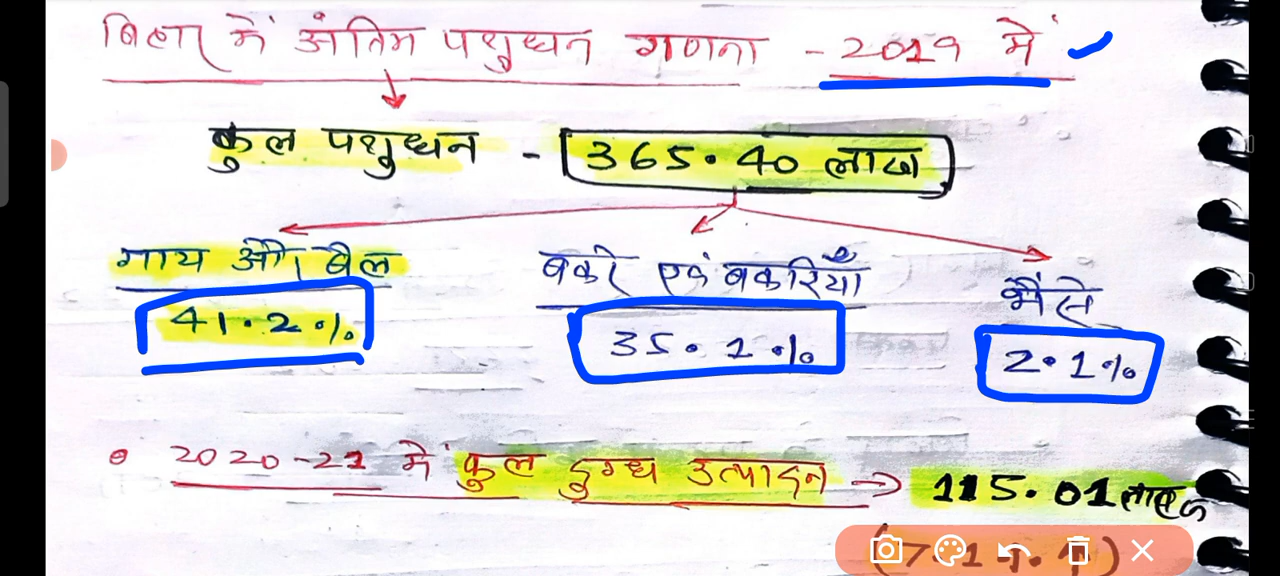 बिहार में अंतिम पशुधन गणना - 2019 में
कुल पशुधन - 365.40 लाख
गाय और बैल बकरे एवं बकरियाँ भैंसे
41.2% 35.1% 2.1%
• 2020-21 में कुल दुग्ध उत्पादन → 115.01 लाख